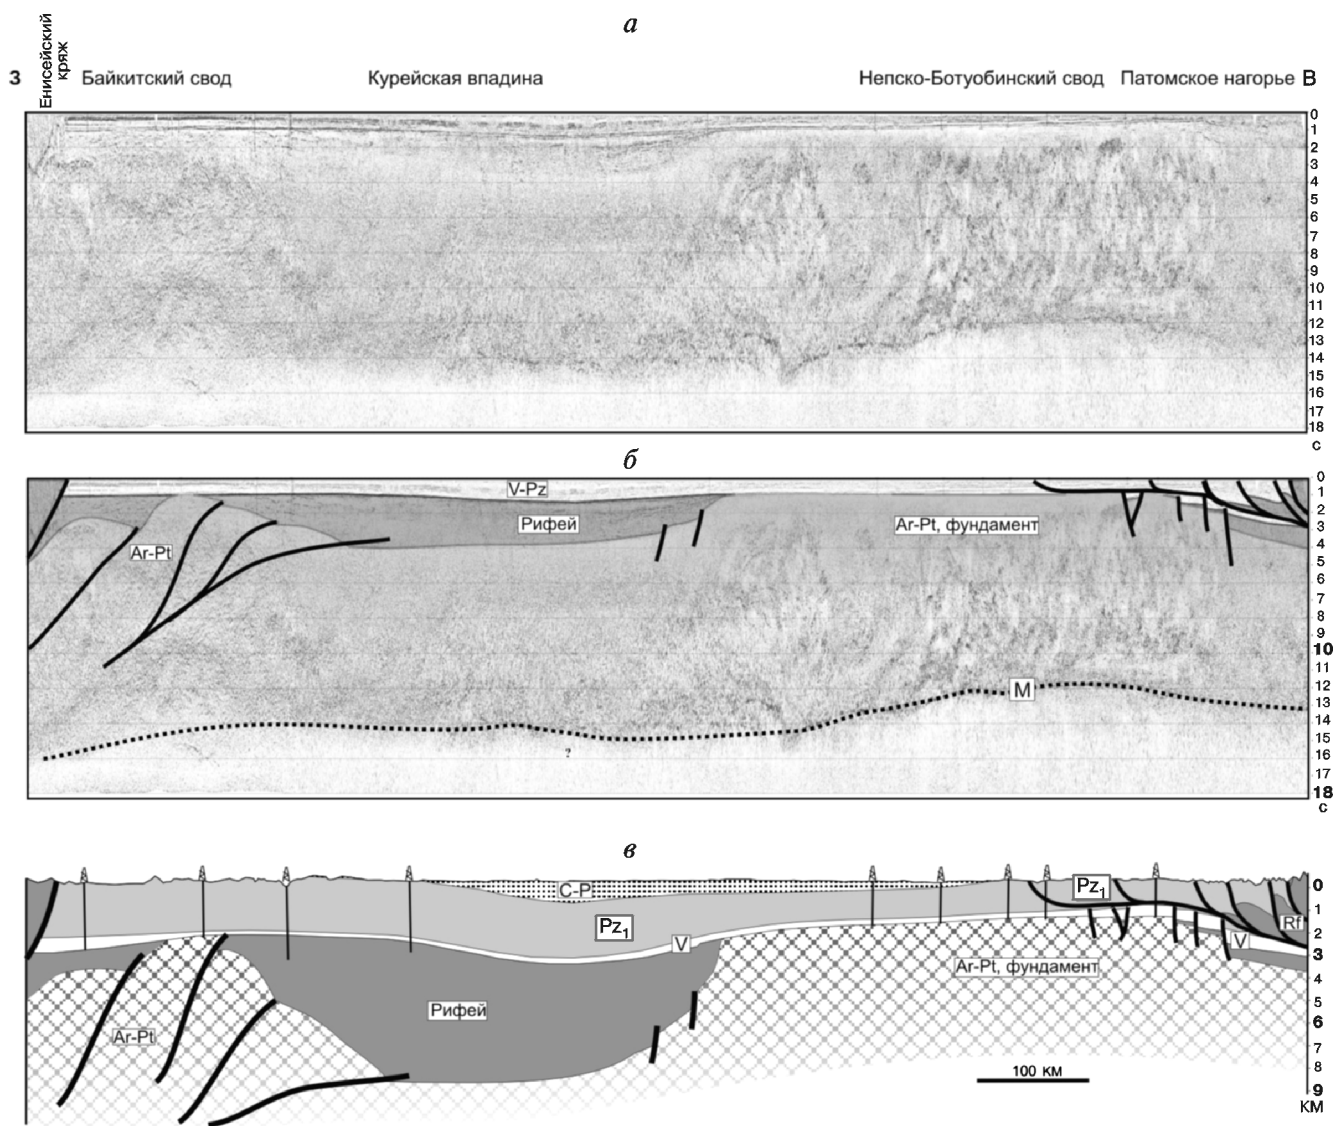 а
Енисейский
кряж
З Байкитский свод Курейская впадина Непско-Ботуобинский свод Патомское нагорье В
0
1
2
3
4
5
6
7
8
9
10
11
12
13
14
15
16
17
18
с
б
V-Pz
Рифей
Ar-Pt
Ar-Pt, фундамент
М
?
0
1
2
3
4
5
6
7
8
9
10
11
12
13
14
15
16
17
18
с
в
C-P
Pz1
Pz1
V
V
Rf
Рифей
Ar-Pt
Ar-Pt, фундамент
100 КМ
0
1
2
3
4
5
6
7
8
9
КМ